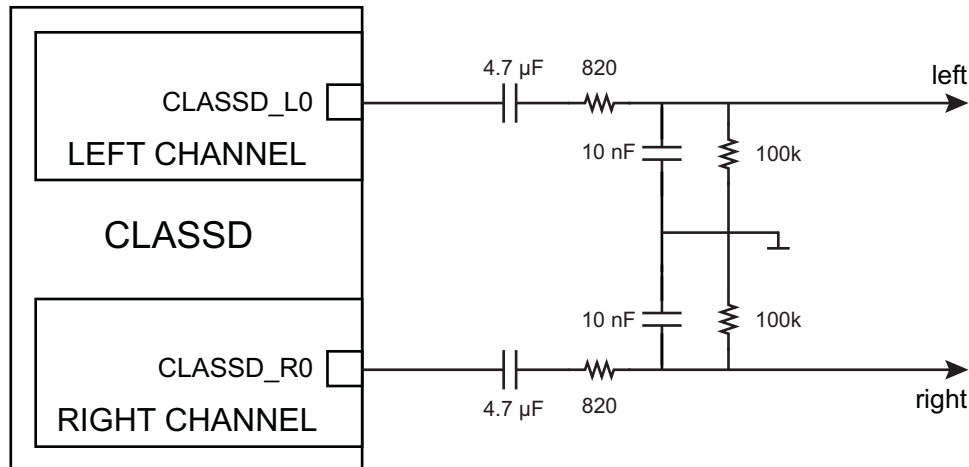 4.7 µF
820
left
CLASSD_L0
LEFT CHANNEL
10 nF
100k
CLASSD
10 nF
100k
CLASSD_R0
RIGHT CHANNEL
4.7 µF
820
right